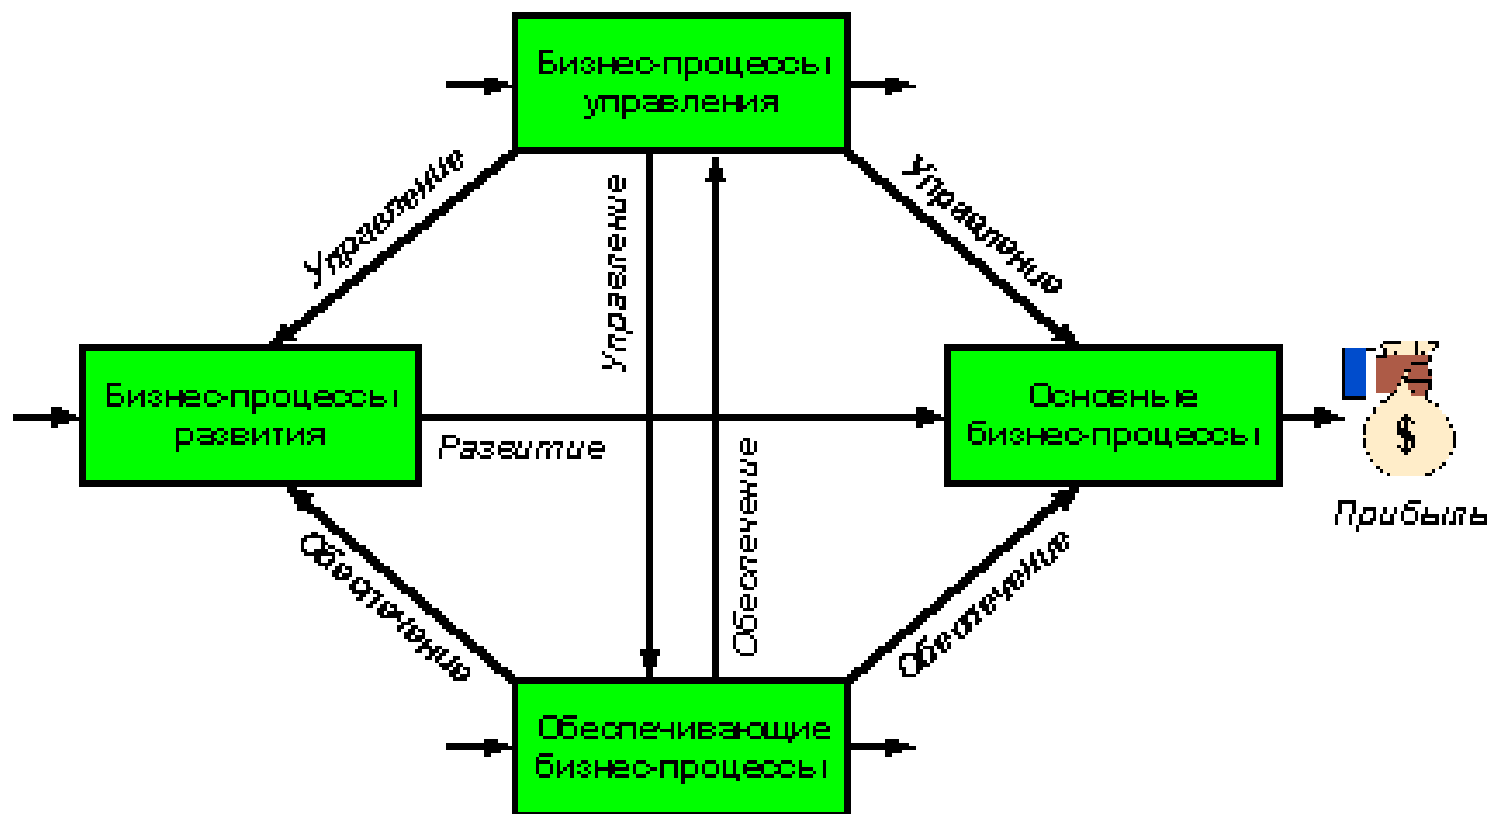 Бизнес-процессы
управления
Управление
Управление
Управление
Бизнес-процессы
развития
Развитие
Обеспечение
Основные
бизнес-процессы
$
Прибыль
Обеспечение
Обеспечение
Обеспечивающие
бизнес-процессы